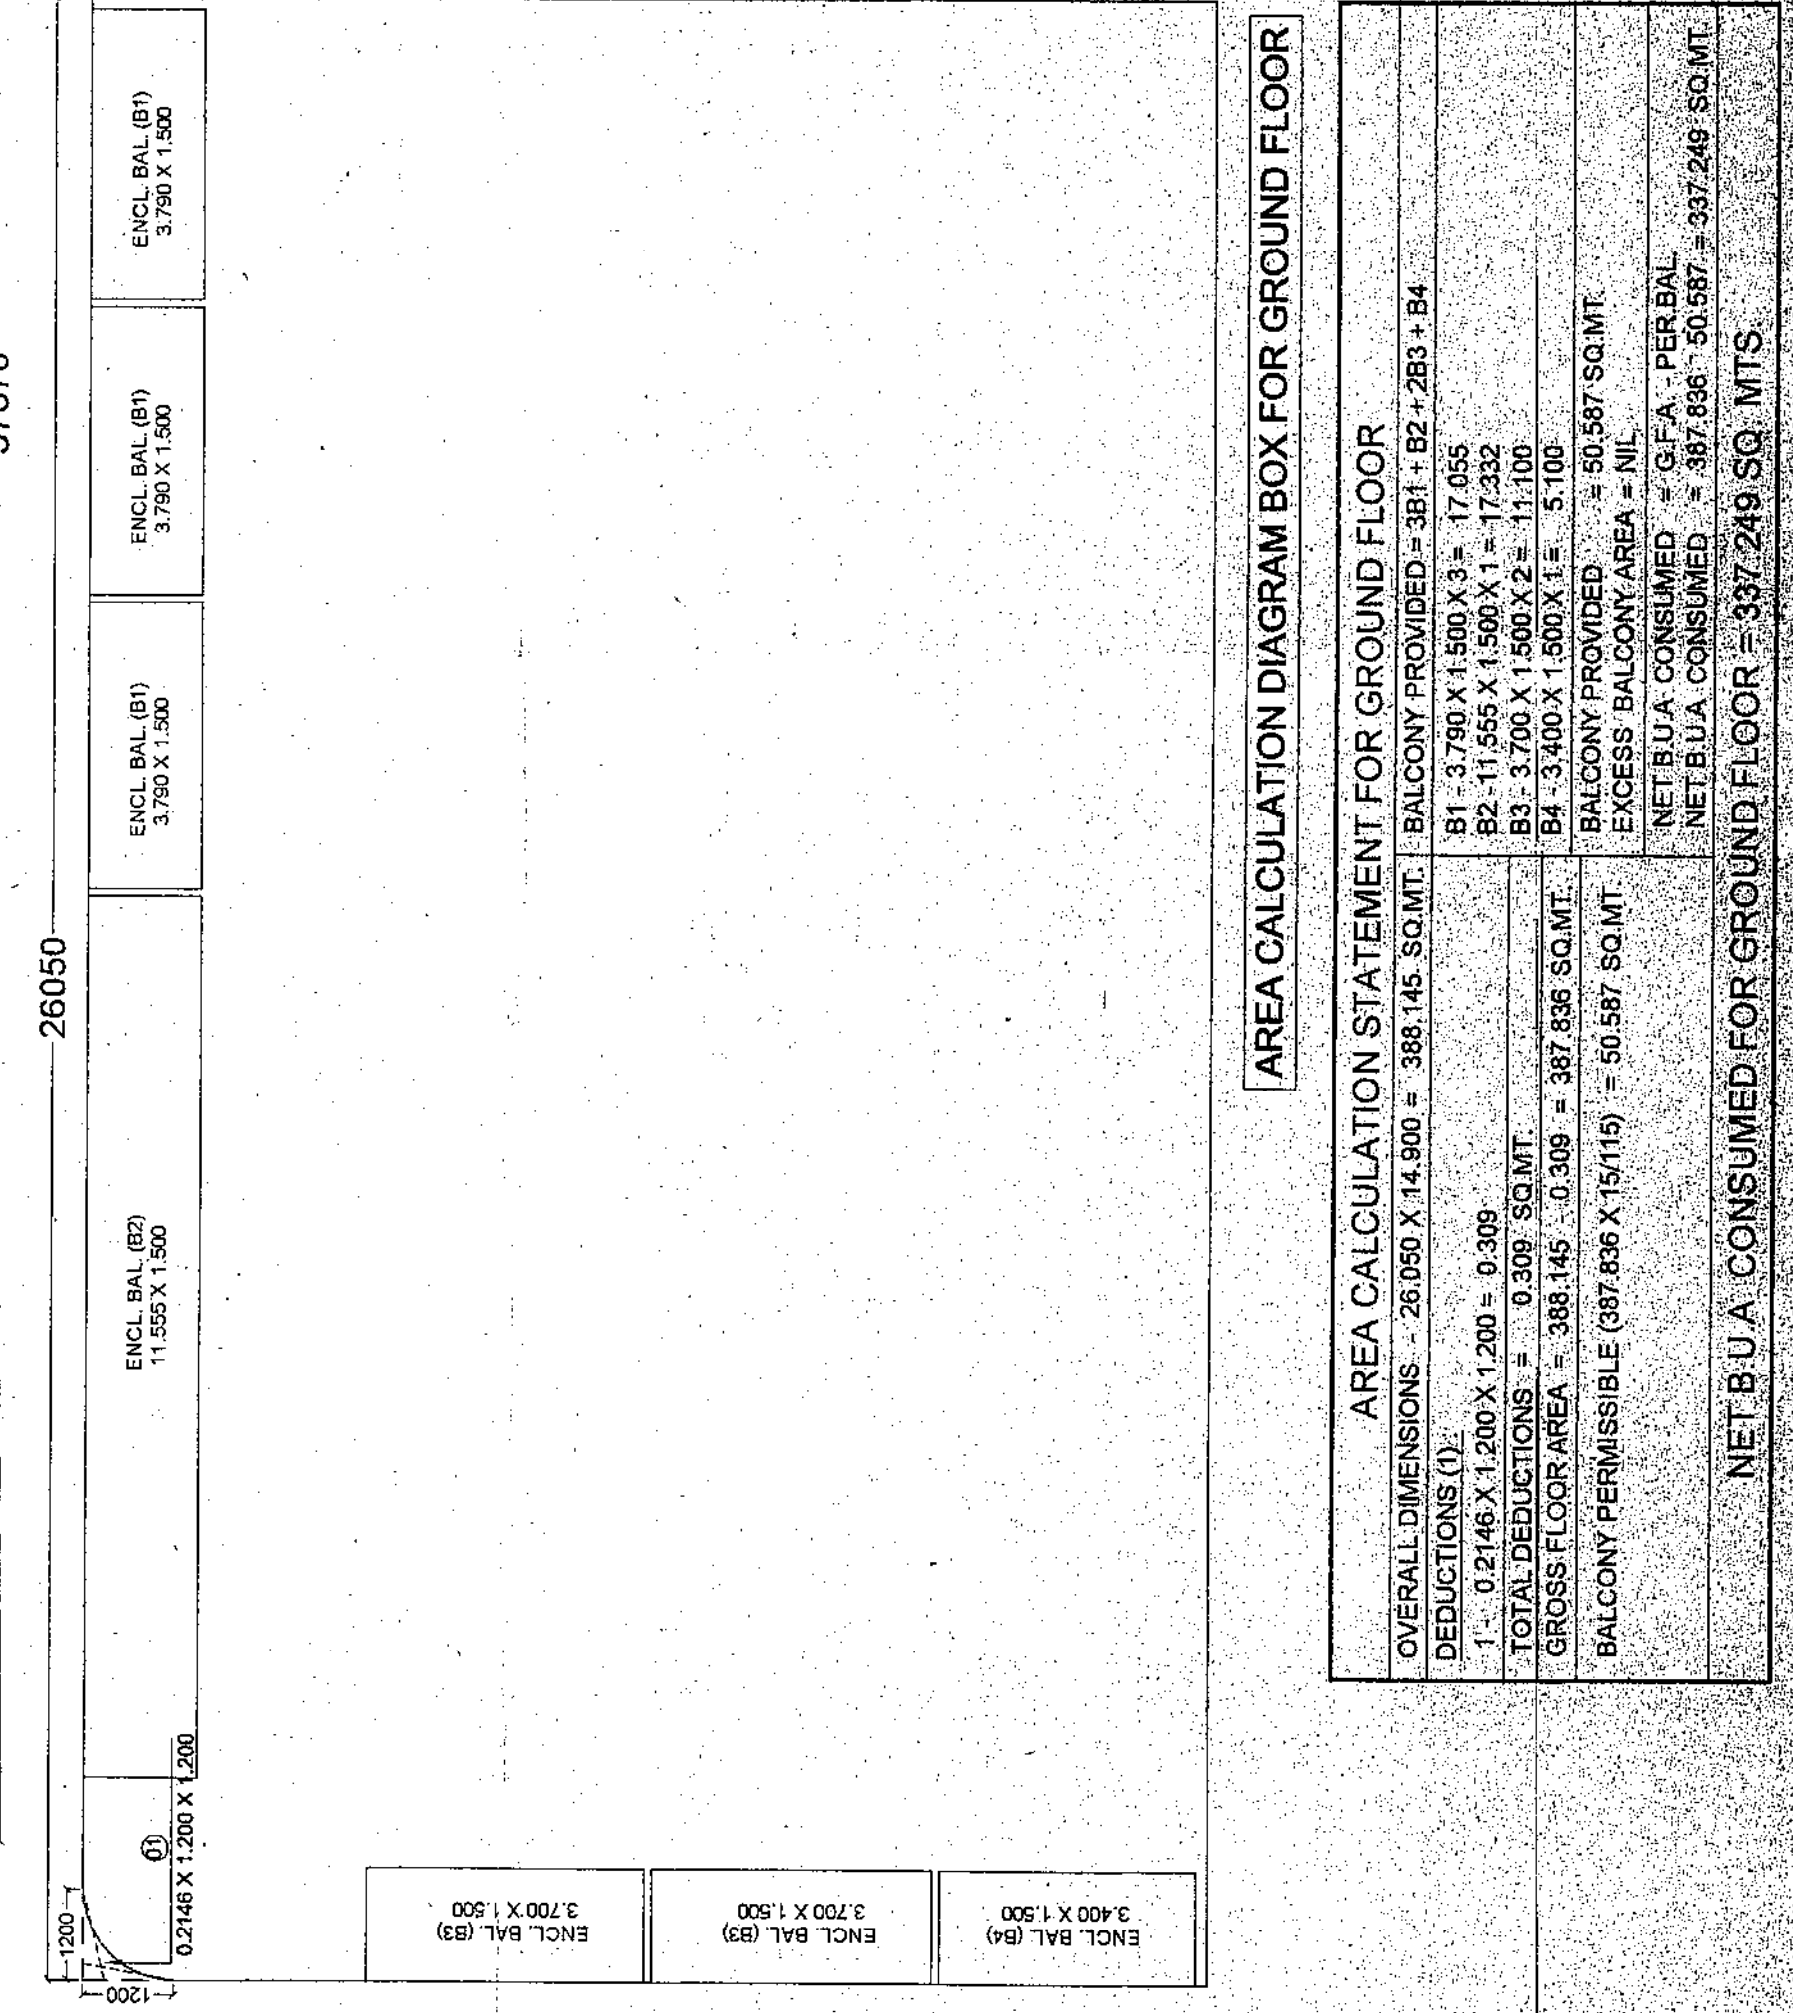 26050
1200
1200
01
0.2146 X 1.200 X 1.200
ENCL. BAL. (B2)
11.555 X 1.500
ENCL. BAL. (B1)
3.790 X 1.500
ENCL. BAL. (B1)
3.790 X 1.500
ENCL. BAL. (B1)
3.790 X 1.500
ENCL. BAL. (B3)
3.700 X 1.500
ENCL. BAL. (B3)
3.700 X 1.500
ENCL. BAL. (B4)
3.400 X 1.500
AREA CALCULATION DIAGRAM BOX FOR GROUND FLOOR
AREA CALCULATION STATEMENT FOR GROUND FLOOR
OVERALL DIMENSIONS - 26.050 X 14.900 = 388.145 SQ.MT.
DEDUCTIONS (1)
1 - 0.2146 X 1.200 X 1.200 = 0.309
TOTAL DEDUCTIONS = 0.309 SQ.MT.
GROSS FLOOR AREA = 388.145 - 0.309 = 387.836 SQ.MT.
BALCONY PERMISSIBLE (387.836 X 15/115) = 50.587 SQ.MT.
BALCONY PROVIDED = 3B1 + B2 + 2B3 + B4
B1 - 3.790 X 1.500 X 3 = 17.055
B2 - 11.555 X 1.500 X 1 = 17.332
B3 - 3.700 X 1.500 X 2 = 11.100
B4 - 3.400 X 1.500 X 1 = 5.100
BALCONY PROVIDED = 50.587 SQ.MT.
EXCESS BALCONY AREA = NIL
NET B.U.A CONSUMED = G.F.A - PER.BAL
NET B.U.A CONSUMED = 387.836 - 50.587 = 337.249 SQ.MT.
NET B.U A CONSUMED FOR GROUND FLOOR = 337.249 SQ. MTS